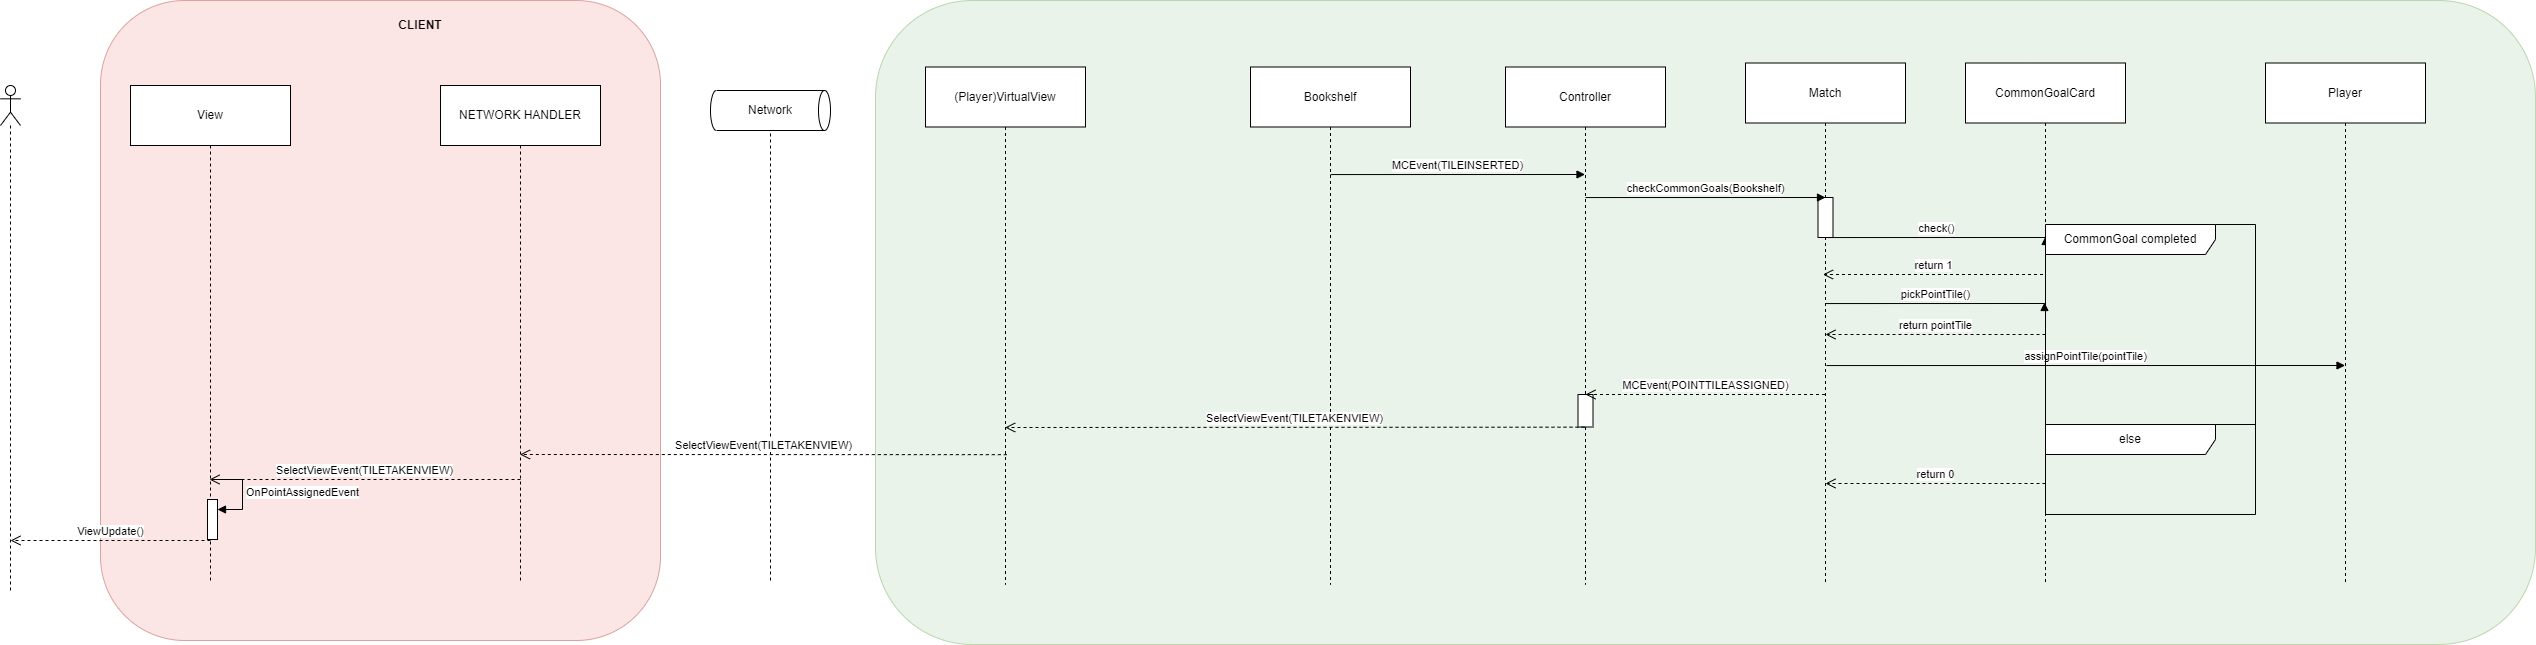 CLIENT
View
NETWORK HANDLER
Network
(Player)VirtualView
Bookshelf
Controller
Match
CommonGoalCard
Player
MCEvent(TILEINSERTED)
checkCommonGoals(Bookshelf)
check()
CommonGoal completed
return 1
pickPointTile()
return pointTile
assignPointTile(pointTile)
MCEvent(POINTTILEASSIGNED)
SelectViewEvent(TILETAKENVIEW)
else
SelectViewEvent(TILETAKENVIEW)
SelectViewEvent(TILETAKENVIEW)
return 0
OnPointAssignedEvent
ViewUpdate()